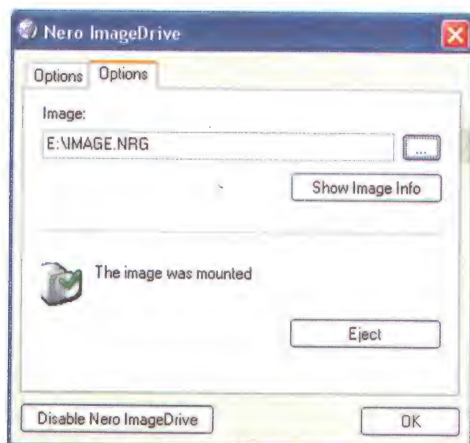 Nero ImageDrive
Options Options
Image:
E:\IMAGE.NRG
...
Show Image Info
The image was mounted
Eject
Disable Nero ImageDrive
OK